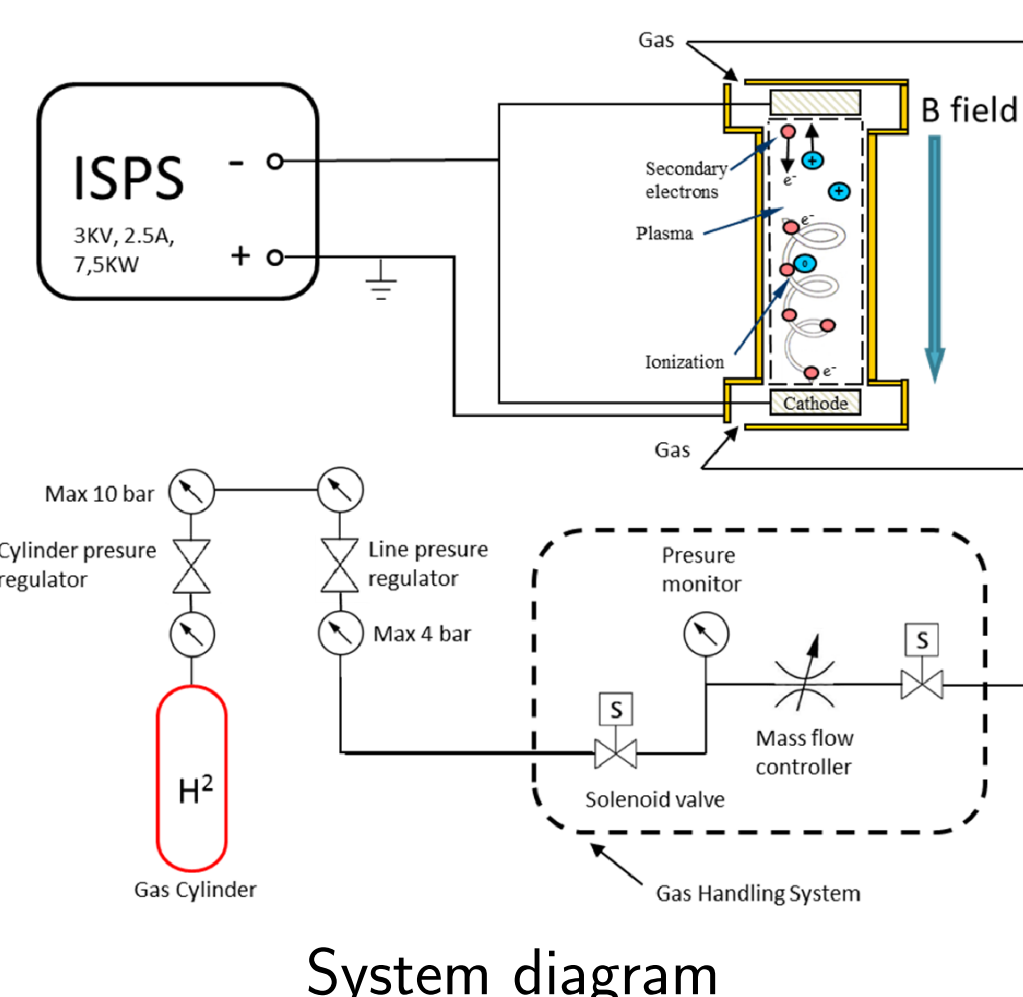 Gas
B field
ISPS
-
3KV, 2.5A,
7,5KW
+
Secondary
electrons
e-
+
+
Plasma
e-
0
Ionization
e-
Cathode
Gas
Max 10 bar
Cylinder presure
regulator
Line presure
regulator
Max 4 bar
Presure
monitor
S
S
Mass flow
controller
Solenoid valve
H²
Gas Cylinder
Gas Handling System
System diagram